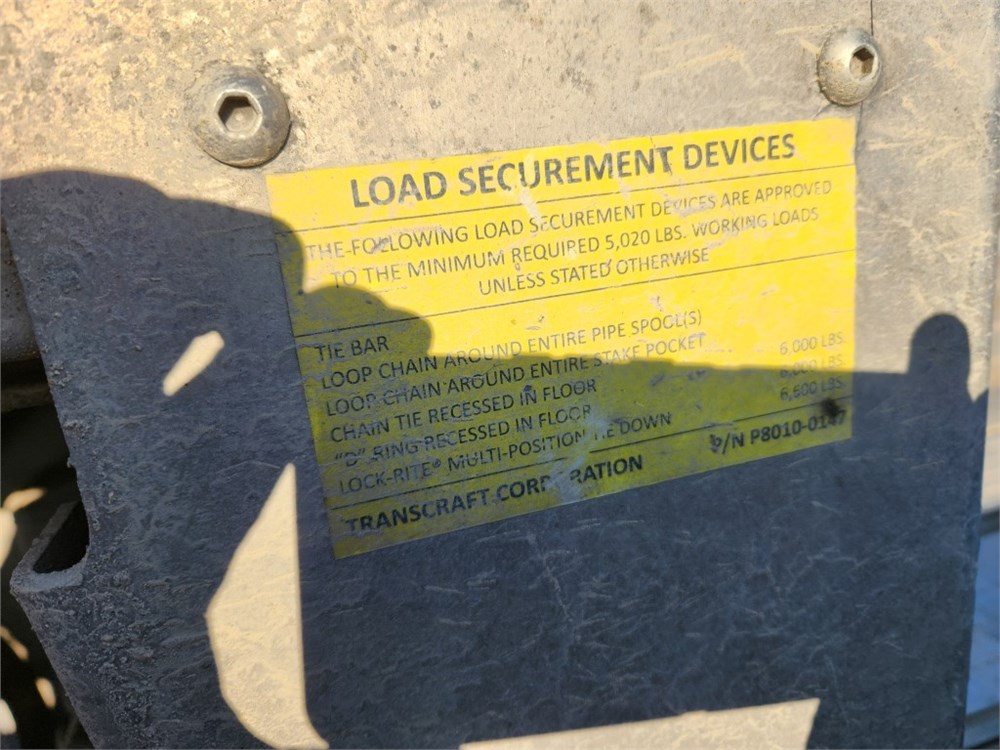 LOAD SECUREMENT DEVICES
THE FOLLOWING LOAD SECUREMENT DEVICES ARE APPROVED
TO THE MINIMUM REQUIRED 5,020 LBS. WORKING LOADS
UNLESS STATED OTHERWISE
TIE BAR
LOOP CHAIN AROUND ENTIRE PIPE SPOOL(S)
LOOP CHAIN AROUND ENTIRE STAKE POCKET
CHAIN TIE RECESSED IN FLOOR 6,000 LBS.
"D" RING RECESSED IN FLOOR 6,000 LBS.
LOCK-RITE® MULTI-POSITION TIE DOWN 6,600 LBS.
TRANSCRAFT CORPORATION P/N P8010-0147